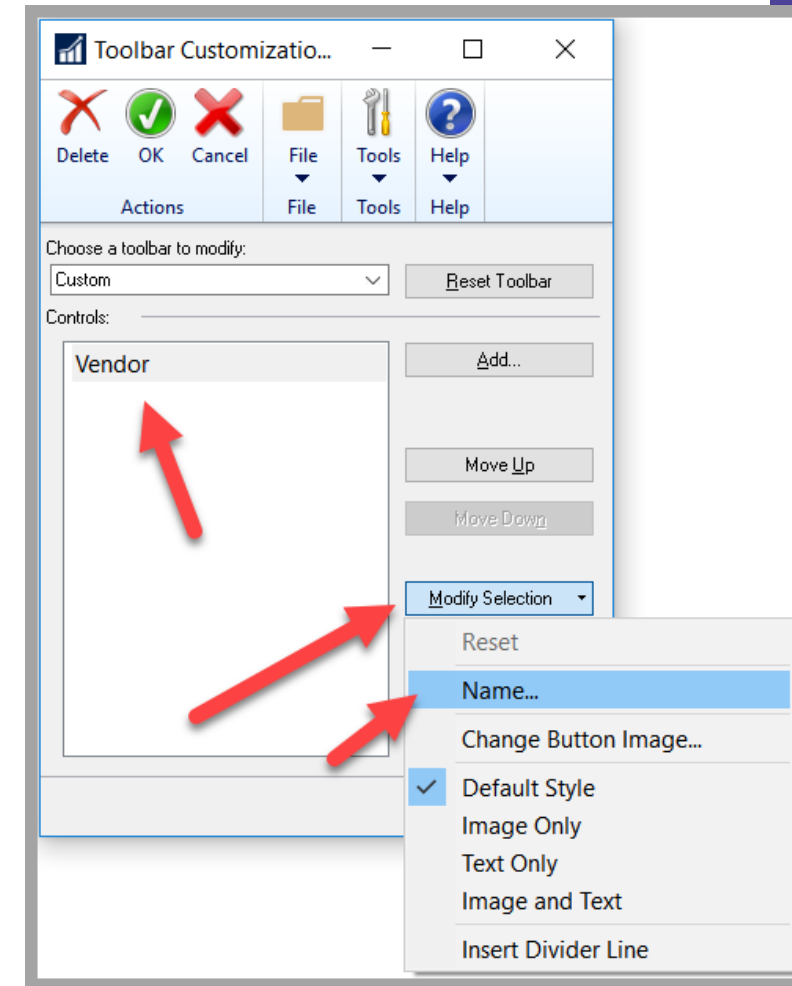 Toolbar Customizatio...
Delete OK Cancel File Tools Help
Actions File Tools Help
Choose a toolbar to modify:
Custom Reset Toolbar
Controls:
Vendor Add...
Move Up
Move Down
Modify Selection
Reset
Name...
Change Button Image...
Default Style
Image Only
Text Only
Image and Text
Insert Divider Line